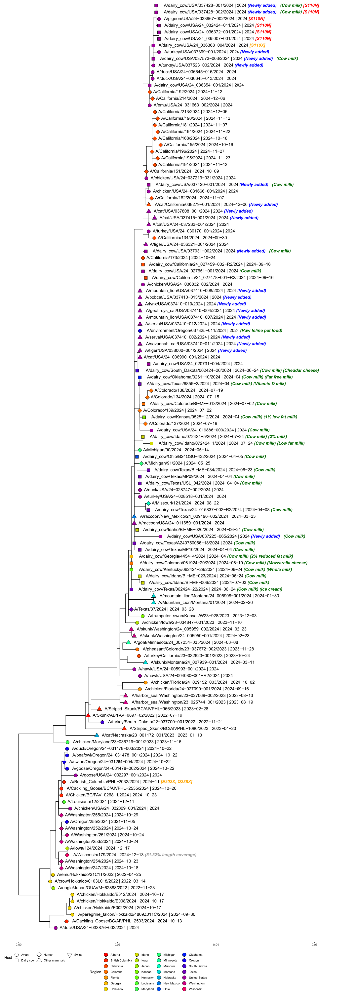 A/dairy_cow/USA/037428−001/2024 | 2024 (Newly added) (Cow milk) [S110N]
A/dairy_cow/USA/037428−002/2024 | 2024 (Newly added) (Cow milk) [S110N]
A/pigeon/USA/24−033967−002/2024 | 2024 [S110N]
A/dairy_cow/USA/24_032424−011/2024 | 2024 [S110N]
A/dairy_cow/USA/24_036372−001/2024 | 2024 [S110N]
A/dairy_cow/USA/24_035007−001/2024 | 2024 [S110N]
A/dairy_cow/USA/24_036368−004/2024 | 2024 [S110X]
A/turkey/USA/037399−001/2024 | 2024 (Newly added)
A/dairy_cow/USA/037573−003/2024 | 2024 (Newly added) (Cow milk)
A/turkey/USA/037523−002/2024 | 2024 (Newly added)
A/duck/USA/24−036645−016/2024 | 2024
A/duck/USA/24−036645−013/2024 | 2024
A/dairy_cow/USA/24_036354−001/2024 | 2024
A/California/192/2024 | 2024−11−12
A/California/214/2024 | 2024−12−06
A/emu/USA/24−031663−002/2024 | 2024
A/California/213/2024 | 2024−12−06
A/California/190/2024 | 2024−11−12
A/California/181/2024 | 2024−11−07
A/California/194/2024 | 2024−11−22
A/California/168/2024 | 2024−10−18
A/California/155/2024 | 2024−10−16
A/California/196/2024 | 2024−11−27
A/California/195/2024 | 2024−11−23
A/California/191/2024 | 2024−11−13
A/California/151/2024 | 2024−10−09
A/chicken/USA/24−037219−031/2024 | 2024
A/dairy_cow/USA/037420−001/2024 | 2024 (Newly added) (Cow milk)
A/chicken/USA/24−031666−001/2024 | 2024
A/California/182/2024 | 2024−11−07
A/cat/California/038279−001/2024 | 2024−12−06 (Newly added)
A/cat/USA/037808−001/2024 | 2024 (Newly added)
A/cat/USA/037415−001/2024 | 2024 (Newly added)
A/cat/USA/24−037233−001/2024 | 2024
A/turkey/USA/24−030170−001/2024 | 2024
A/California/134/2024 | 2024−09−30
A/tiger/USA/24−036321−001/2024 | 2024
A/dairy_cow/USA/037031−002/2024 | 2024 (Newly added) (Cow milk)
A/California/173/2024 | 2024−10−24
A/dairy_cow/California/24_027459−002−R2/2024 | 2024−09−16
A/dairy_cow/USA/24_027651−001/2024 | 2024 (Cow milk)
A/dairy_cow/California/24_027478−001−R2/2024 | 2024−09−16
A/chicken/USA/24−036832−002/2024 | 2024
A/mountain_lion/USA/037410−008/2024 | 2024 (Newly added)
A/bobcat/USA/037410−013/2024 | 2024 (Newly added)
A/lynx/USA/037410−010/2024 | 2024 (Newly added)
A/geoffroys_cat/USA/037410−004/2024 | 2024 (Newly added)
A/mountain_lion/USA/037410−007/2024 | 2024 (Newly added)
A/serval/USA/037410−012/2024 | 2024 (Newly added)
A/environment/Oregon/037325−011/2024 | 2024 (Raw feline pet food)
A/serval/USA/037410−002/2024 | 2024 (Newly added)
A/savannah_cat/USA/037410−011/2024 | 2024 (Newly added)
A/tiger/USA/038000−001/2024 | 2024 (Newly added)
A/cat/USA/24−036990−001/2024 | 2024
A/dairy_cow/USA/24_020731−004/2024 | 2024
A/dairy_cow/South_Dakota/062424−20/2024 | 2024−06−24 (Cow milk) (Cheddar cheese)
A/dairy_cow/Oklahoma/3261−10/2024 | 2024−04 (Cow milk) (Fat free milk)
A/dairy_cow/Texas/6855−2/2024 | 2024−04 (Cow milk) (Vitamin D milk)
A/Colorado/138/2024 | 2024−07−19
A/Colorado/134/2024 | 2024−07−15
A/dairy_cow/Colorado/BI−MF−013/2024 | 2024−07−02 (Cow milk)
A/Colorado/139/2024 | 2024−07−22
A/dairy_cow/Kansas/0528−12/2024 | 2024−04 (Cow milk) (1% low fat milk)
A/Colorado/137/2024 | 2024−07−19
A/dairy_cow/USA/24_019886−003/2024 | 2024 (Cow milk)
A/dairy_cow/Idaho/072424−5/2024 | 2024−07−24 (Cow milk) (2% milk)
A/dairy_cow/Idaho/072424−1/2024 | 2024−07−24 (Cow milk) (Low fat milk)
A/Michigan/90/2024 | 2024−05−14
A/dairy_cow/Ohio/B24OSU−432/2024 | 2024−04−05 (Cow milk)
A/Michigan/91/2024 | 2024−05−25
A/dairy_cow/Texas/BI−ME−034/2024 | 2024−06−23 (Cow milk)
A/dairy_cow/Texas/MP09/2024 | 2024−04−04 (Cow milk)
A/dairy_cow/Texas/USL_042/2024 | 2024−04−04 (Cow milk)
A/duck/USA/24−028747−002/2024 | 2024
A/turkey/USA/24−028518−001/2024 | 2024
A/Missouri/121/2024 | 2024−08−22
A/dairy_cow/Texas/24_015837−002−R2/2024 | 2024−04−08 (Cow milk)
A/raccoon/New_Mexico/24_009496−002/2024 | 2024−03−23
A/raccoon/USA/24−011659−001/2024 | 2024
A/dairy_cow/Idaho/BI−ME−020/2024 | 2024−06−24 (Cow milk)
A/dairy_cow/USA/037225−065/2024 | 2024 (Newly added) (Cow milk)
A/dairy_cow/Texas/A240750066−18/2024 | 2024 (Cow milk)
A/dairy_cow/Texas/MP10/2024 | 2024−04−04 (Cow milk)
A/dairy_cow/Georgia/4454−4/2024 | 2024−04 (Cow milk) (2% reduced fat milk)
A/dairy_cow/Colorado/061924−20/2024 | 2024−06−19 (Cow milk) (Mozzarella cheese)
A/dairy_cow/Kentucky/062424−29/2024 | 2024−06−24 (Cow milk) (Whole milk)
A/dairy_cow/Idaho/BI−ME−023/2024 | 2024−06−24 (Cow milk)
A/dairy_cow/Idaho/BI−MF−006/2024 | 2024−07−03 (Cow milk)
A/dairy_cow/Texas/062424−22/2024 | 2024−06−24 (Cow milk) (Ice cream)
A/mountain_lion/Montana/24_005908−001/2024 | 2024−01−30
A/Mountain_Lion/Montana/01/2024 | 2024−02−26
A/Texas/37/2024 | 2024−03−28
A/trumpeter_swan/Kansas/W23−928/2023 | 2023−12−03
A/chicken/Iowa/23−034847−001/2023 | 2023−11−10
A/skunk/Washington/24_005959−002/2024 | 2024−02−23
A/skunk/Washington/24_005959−001/2024 | 2024−02−23
A/goat/Minnesota/24_007234−035/2024 | 2024−03−08
A/pheasant/Colorado/23−037672−002/2023 | 2023−11−28
A/turkey/California/23−032623−001/2023 | 2023−10−24
A/skunk/Montana/24_007939−001/2024 | 2024−03−11
A/hawk/USA/24−005993−001/2024 | 2024
A/hawk/USA/24−004080−001−R2/2024 | 2024
A/chicken/Florida/24−029152−003/2024 | 2024−10−02
A/chicken/Florida/24−027090−001/2024 | 2024−09−16
A/harbor_seal/Washington/23−027069−002/2023 | 2023−08−13
A/harbor_seal/Washington/23−025744−001/2023 | 2023−08−19
A/Striped_Skunk/BC/AIVPHL−966/2023 | 2023−02−28
A/Skunk/AB/FAV−0897−02/2022 | 2022−07−19
A/turkey/South_Dakota/22−037700−001/2022 | 2022−11−21
A/Striped_Skunk/BC/AIVPHL−1080/2023 | 2023−04−20
A/cat/Nebraska/23−001172−001/2023 | 2023−01−10
A/chicken/Maryland/23−036719−001/2023 | 2023−11−16
A/duck/Oregon/24−031478−003/2024 | 2024−10−22
A/peafowl/Oregon/24−031478−001/2024 | 2024−10−22
A/swine/Oregon/24−031264−004/2024 | 2024−10−22
A/goose/Oregon/24−031478−002/2024 | 2024−10−22
A/goose/USA/24−032297−001/2024 | 2024
A/British_Columbia/PHL−2032/2024 | 2024−11 [E202X, Q238X]
A/Cackling_Goose/BC/AIVPHL−2535/2024 | 2024−10−20
A/Chicken/BC/FAV−0268−1/2024 | 2024−10−23
A/Louisiana/12/2024 | 2024−12−11
A/chicken/USA/24−032809−001/2024 | 2024
A/Washington/255/2024 | 2024−10−29
A/Oregon/255/2024 | 2024−11−05
A/Washington/252/2024 | 2024−10−24
A/Washington/251/2024 | 2024−10−24
A/Washington/253/2024 | 2024−10−24
A/Iowa/124/2024 | 2024−12−17
A/Wisconsin/179/2024 | 2024−12−13 (51.32% length coverage)
A/Washington/254/2024 | 2024−10−23
A/Washington/247/2024 | 2024−10−18
A/emu/Hokkaido/21C1T/2022 | 2022−04−25
A/crow/Hokkaido/0103L018/2022 | 2022−03−14
A/eagle/Japan/OUAVM−62888/2022 | 2022−11−23
A/chicken/Hokkaido/E012/2024 | 2024−10−17
A/chicken/Hokkaido/E008/2024 | 2024−10−17
A/chicken/Hokkaido/E002/2024 | 2024−10−17
A/peregrine_falcon/Hokkaido/4809Z011C/2024 | 2024−09−30
A/Cackling_Goose/BC/AIVPHL−2533/2024 | 2024−10−13
A/duck/USA/24−033876−002/2024 | 2024
0.00 0.02 0.04 0.06
Host
Avian Human Swine
Dairy cow Other mammals
Region
Alberta Idaho Michigan Oklahoma
British Columbia Iowa Minnesota Oregon
California Japan Missouri South Dakota
Colorado Kansas Montana Texas
Florida Kentucky Nebraska United States
Georgia Louisiana New Mexico Washington
Hokkaido Maryland Ohio Wisconsin